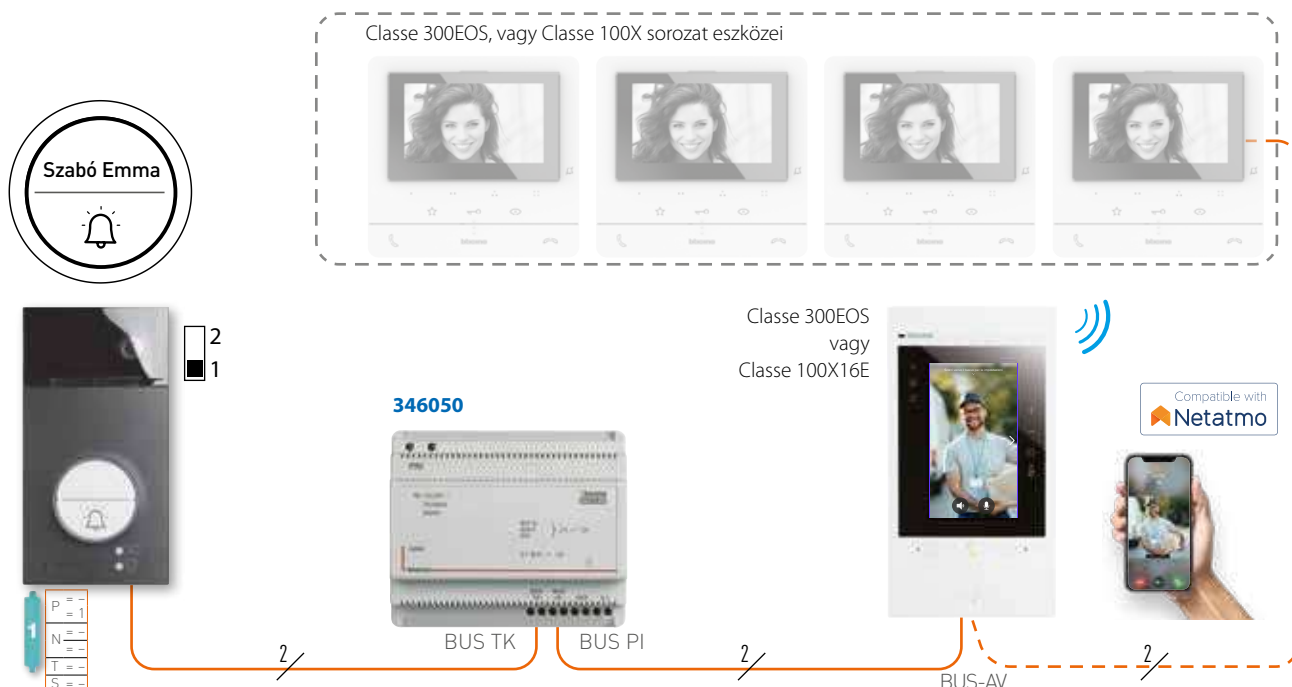 Classe 300EOS, vagy Classe 100X sorozat eszközei
Szabó Emma
2
1
Classe 300EOS
vagy
Classe 100X16E
346050
Compatible with
Netatmo
BUS TK
BUS PI
2
2
2
BUS-AV
1
P = –
= 1
N = –
= –
T = –
S = –